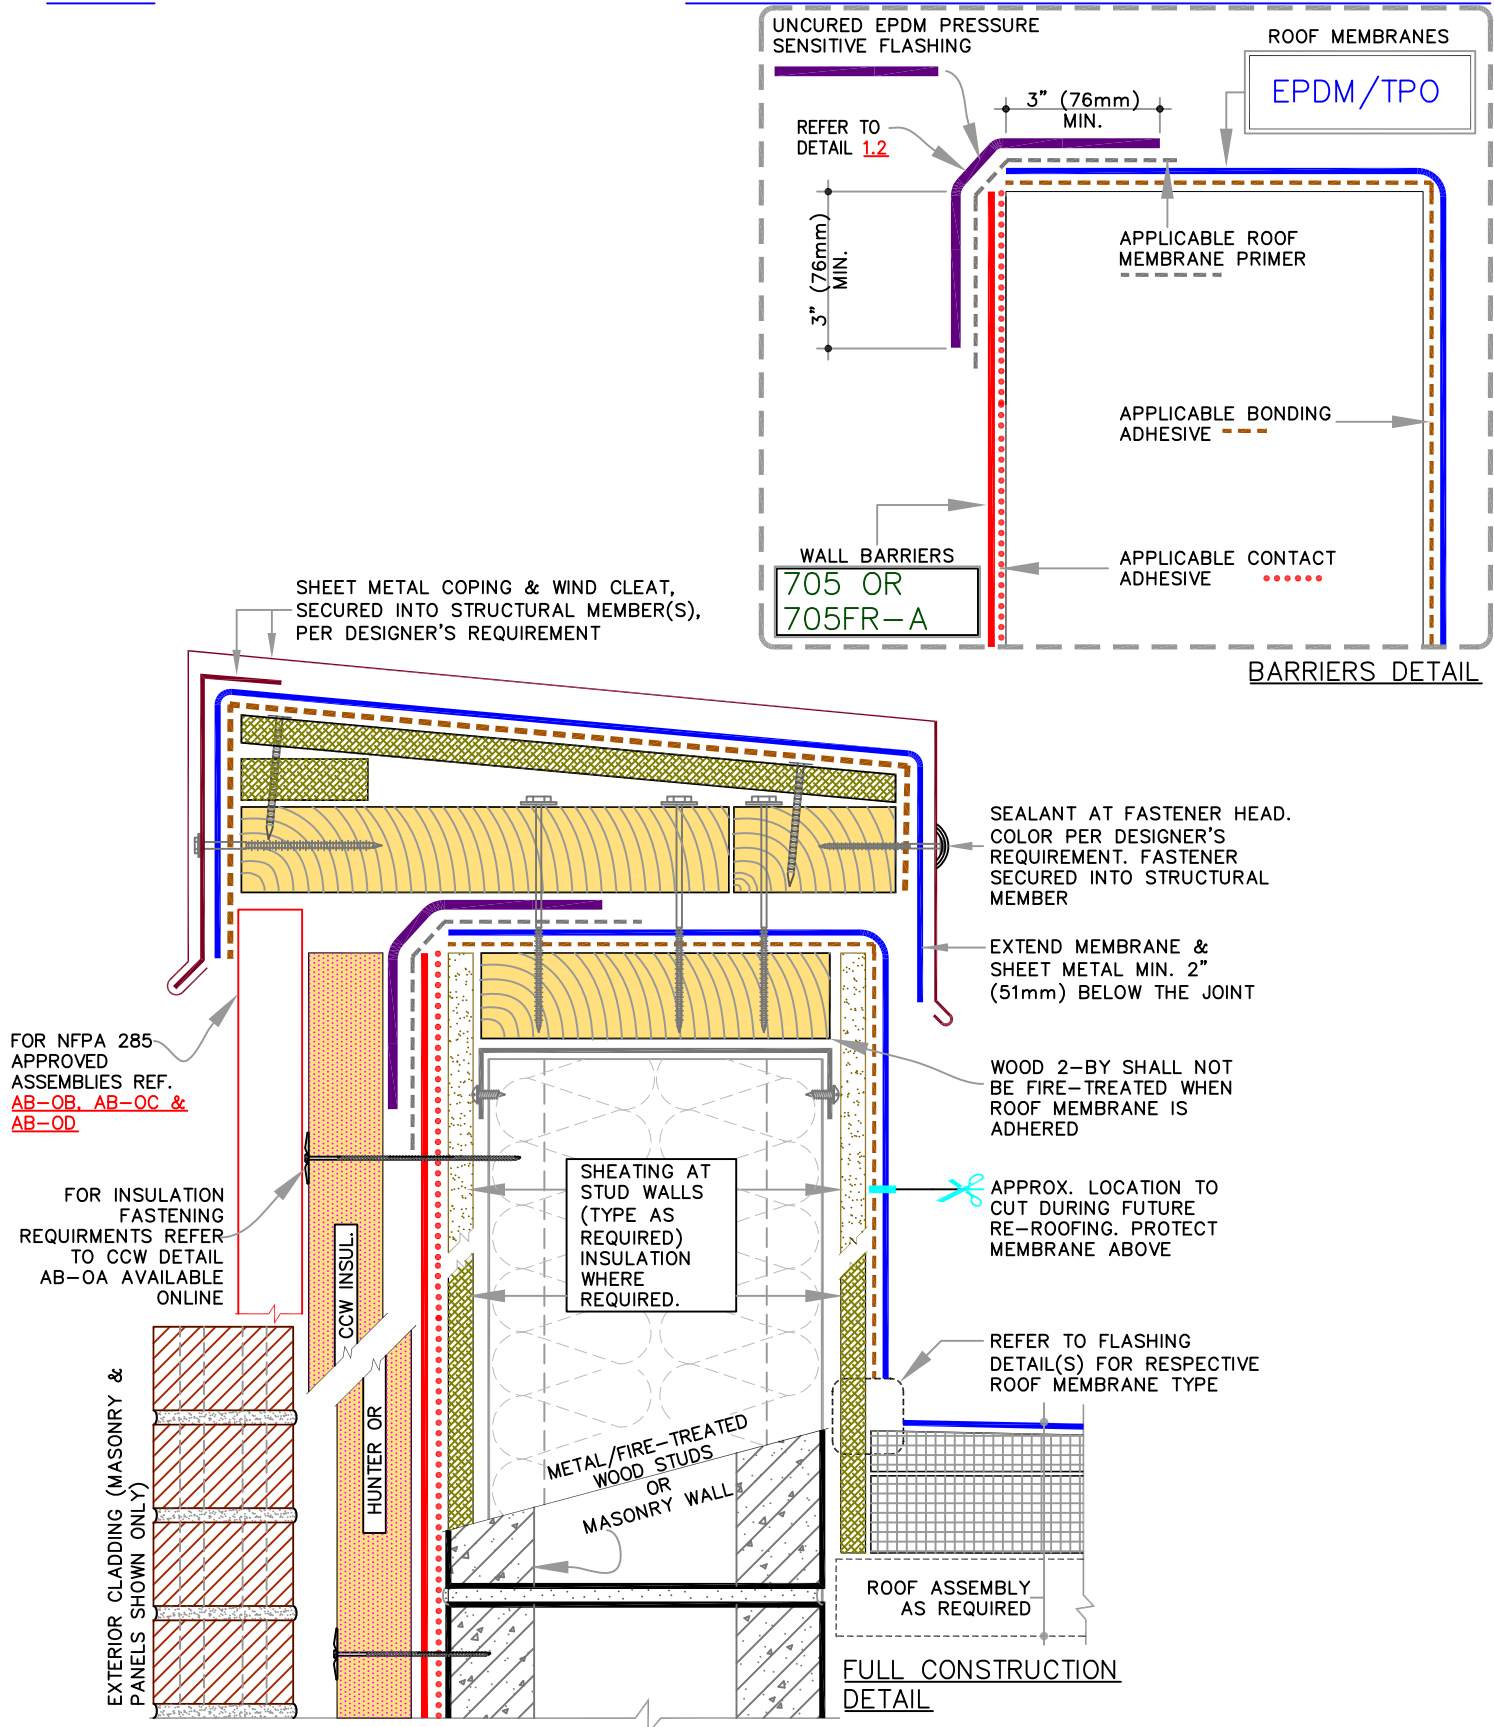 UNCURED EPDM PRESSURE
SENSITIVE FLASHING
ROOF MEMBRANES
EPDM/TPO
3" (76mm)
MIN.
REFER TO
DETAIL 1.2
3" (76mm)
MIN.
APPLICABLE ROOF
MEMBRANE PRIMER
APPLICABLE BONDING
ADHESIVE
WALL BARRIERS
705 OR
705FR-A
APPLICABLE CONTACT
ADHESIVE
BARRIERS DETAIL
SHEET METAL COPING & WIND CLEAT,
SECURED INTO STRUCTURAL MEMBER(S),
PER DESIGNER'S REQUIREMENT
SEALANT AT FASTENER HEAD.
COLOR PER DESIGNER'S
REQUIREMENT. FASTENER
SECURED INTO STRUCTURAL
MEMBER
EXTEND MEMBRANE &
SHEET METAL MIN. 2"
(51mm) BELOW THE JOINT
FOR NFPA 285
APPROVED
ASSEMBLIES REF.
AB-OB, AB-OC &
AB-OD
WOOD 2-BY SHALL NOT
BE FIRE-TREATED WHEN
ROOF MEMBRANE IS
ADHERED
FOR INSULATION
FASTENING
REQUIRMENTS REFER
TO CCW DETAIL
AB-OA AVAILABLE
ONLINE
SHEATING AT
STUD WALLS
(TYPE AS
REQUIRED)
INSULATION
WHERE
REQUIRED.
APPROX. LOCATION TO
CUT DURING FUTURE
RE-ROOFING. PROTECT
MEMBRANE ABOVE
CCW INSUL.
HUNTER OR
REFER TO FLASHING
DETAIL(S) FOR RESPECTIVE
ROOF MEMBRANE TYPE
EXTERIOR CLADDING (MASONRY &
PANELS SHOWN ONLY)
METAL/FIRE-TREATED
WOOD STUDS
OR
MASONRY WALL
ROOF ASSEMBLY
AS REQUIRED
FULL CONSTRUCTION
DETAIL